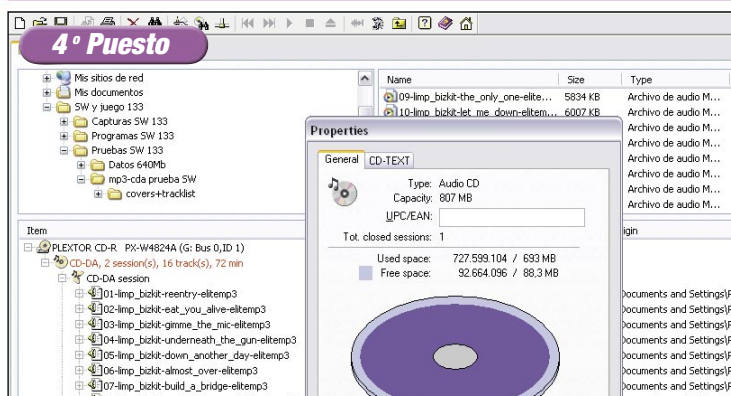 4º Puesto
Mis sitios de red
Mis documentos
SW y juego 133
Capturas SW 133
Programas SW 133
Pruebas SW 133
Datos 640Mb
mp3-cda prueba SW
covers+tracklist
Name Size Type
09-limp_bizkit-the_only_one-elite... 5834 KB Archivo de audio M...
10-limp_bizkit-let_me_down-elitem... 6007 KB Archivo de audio M...
Archivo de audio M...
Archivo de audio M...
Archivo de audio M...
Archivo de audio M...
Archivo de audio M...
Archivo de audio M...
Properties
General CD-TEXT
Type: Audio CD
Capacity: 807 MB
UPC/EAN:
Tot. closed sessions: 1
Used space: 727.599.104 / 693 MB
Free space: 92.664.096 / 88,3 MB
Item
igin
PLEXTOR CD-R PX-W4824A (G: Bus 0,ID 1)
CD-DA, 2 session(s), 16 track(s), 72 min
CD-DA session
01-limp_bizkit-reentry-elitemp3
02-limp_bizkit-eat_you_alive-elitemp3
03-limp_bizkit-gimme_the_mic-elitemp3
04-limp_bizkit-underneath_the_gun-elitemp3
05-limp_bizkit-down_another_day-elitemp3
06-limp_bizkit-almost_over-elitemp3
07-limp_bizkit-build_a_bridge-elitemp3
Documents and Settings\F
Documents and Settings\F
Documents and Settings\F
Documents and Settings\F
Documents and Settings\F
Documents and Settings\F
Documents and Settings\F